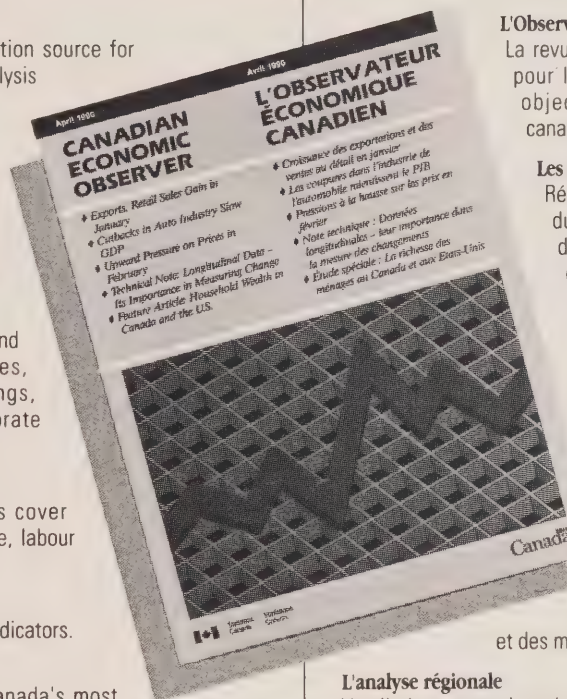 tion source for
lysis
nd
es,
ngs,
orate
s cover
e, labour
dicators.
anada's most
April 1990
CANADIAN
ECONOMIC
OBSERVER
♦ Exports, Retail Sales Gain in
January
♦ Cutbacks in Auto Industry Slow
GDP
♦ Upward Pressure on Prices in
February
♦ Technical Note: Longitudinal Data –
Its Importance in Measuring Change
♦ Feature Article: Household Wealth in
Canada and the U.S.
Avril 1990
L'OBSERVATEUR
ÉCONOMIQUE
CANADIEN
♦ Croissance des exportations et des
ventes au détail en janvier
♦ Les coupures dans l'industrie de
l'automobile ralentissent le PIB
♦ Pressions à la hausse sur les prix en
février
♦ Note technique : Données
longitudinales – leur importance dans
la mesure des changements
♦ Étude spéciale : La richesse des
ménages au Canada et aux États-Unis
Statistics Canada
Statistique Canada
Canada
L'Observ
La revu
pour l
objec
cana
Les
Ré
du
d
et des m
L'analyse régionale